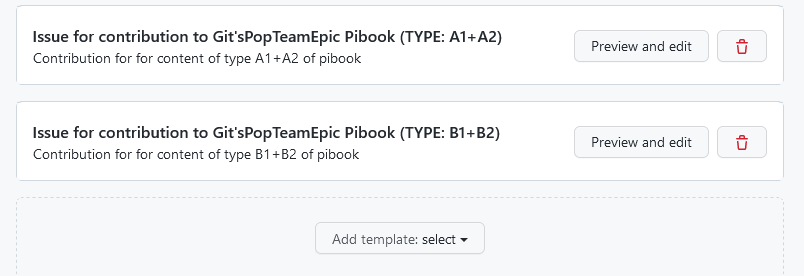 Issue for contribution to Git'sPopTeamEpic Pibook (TYPE: A1+A2)
Preview and edit
Contribution for for content of type A1+A2 of pibook
Issue for contribution to Git'sPopTeamEpic Pibook (TYPE: B1+B2)
Preview and edit
Contribution for for content of type B1+B2 of pibook
Add template: select